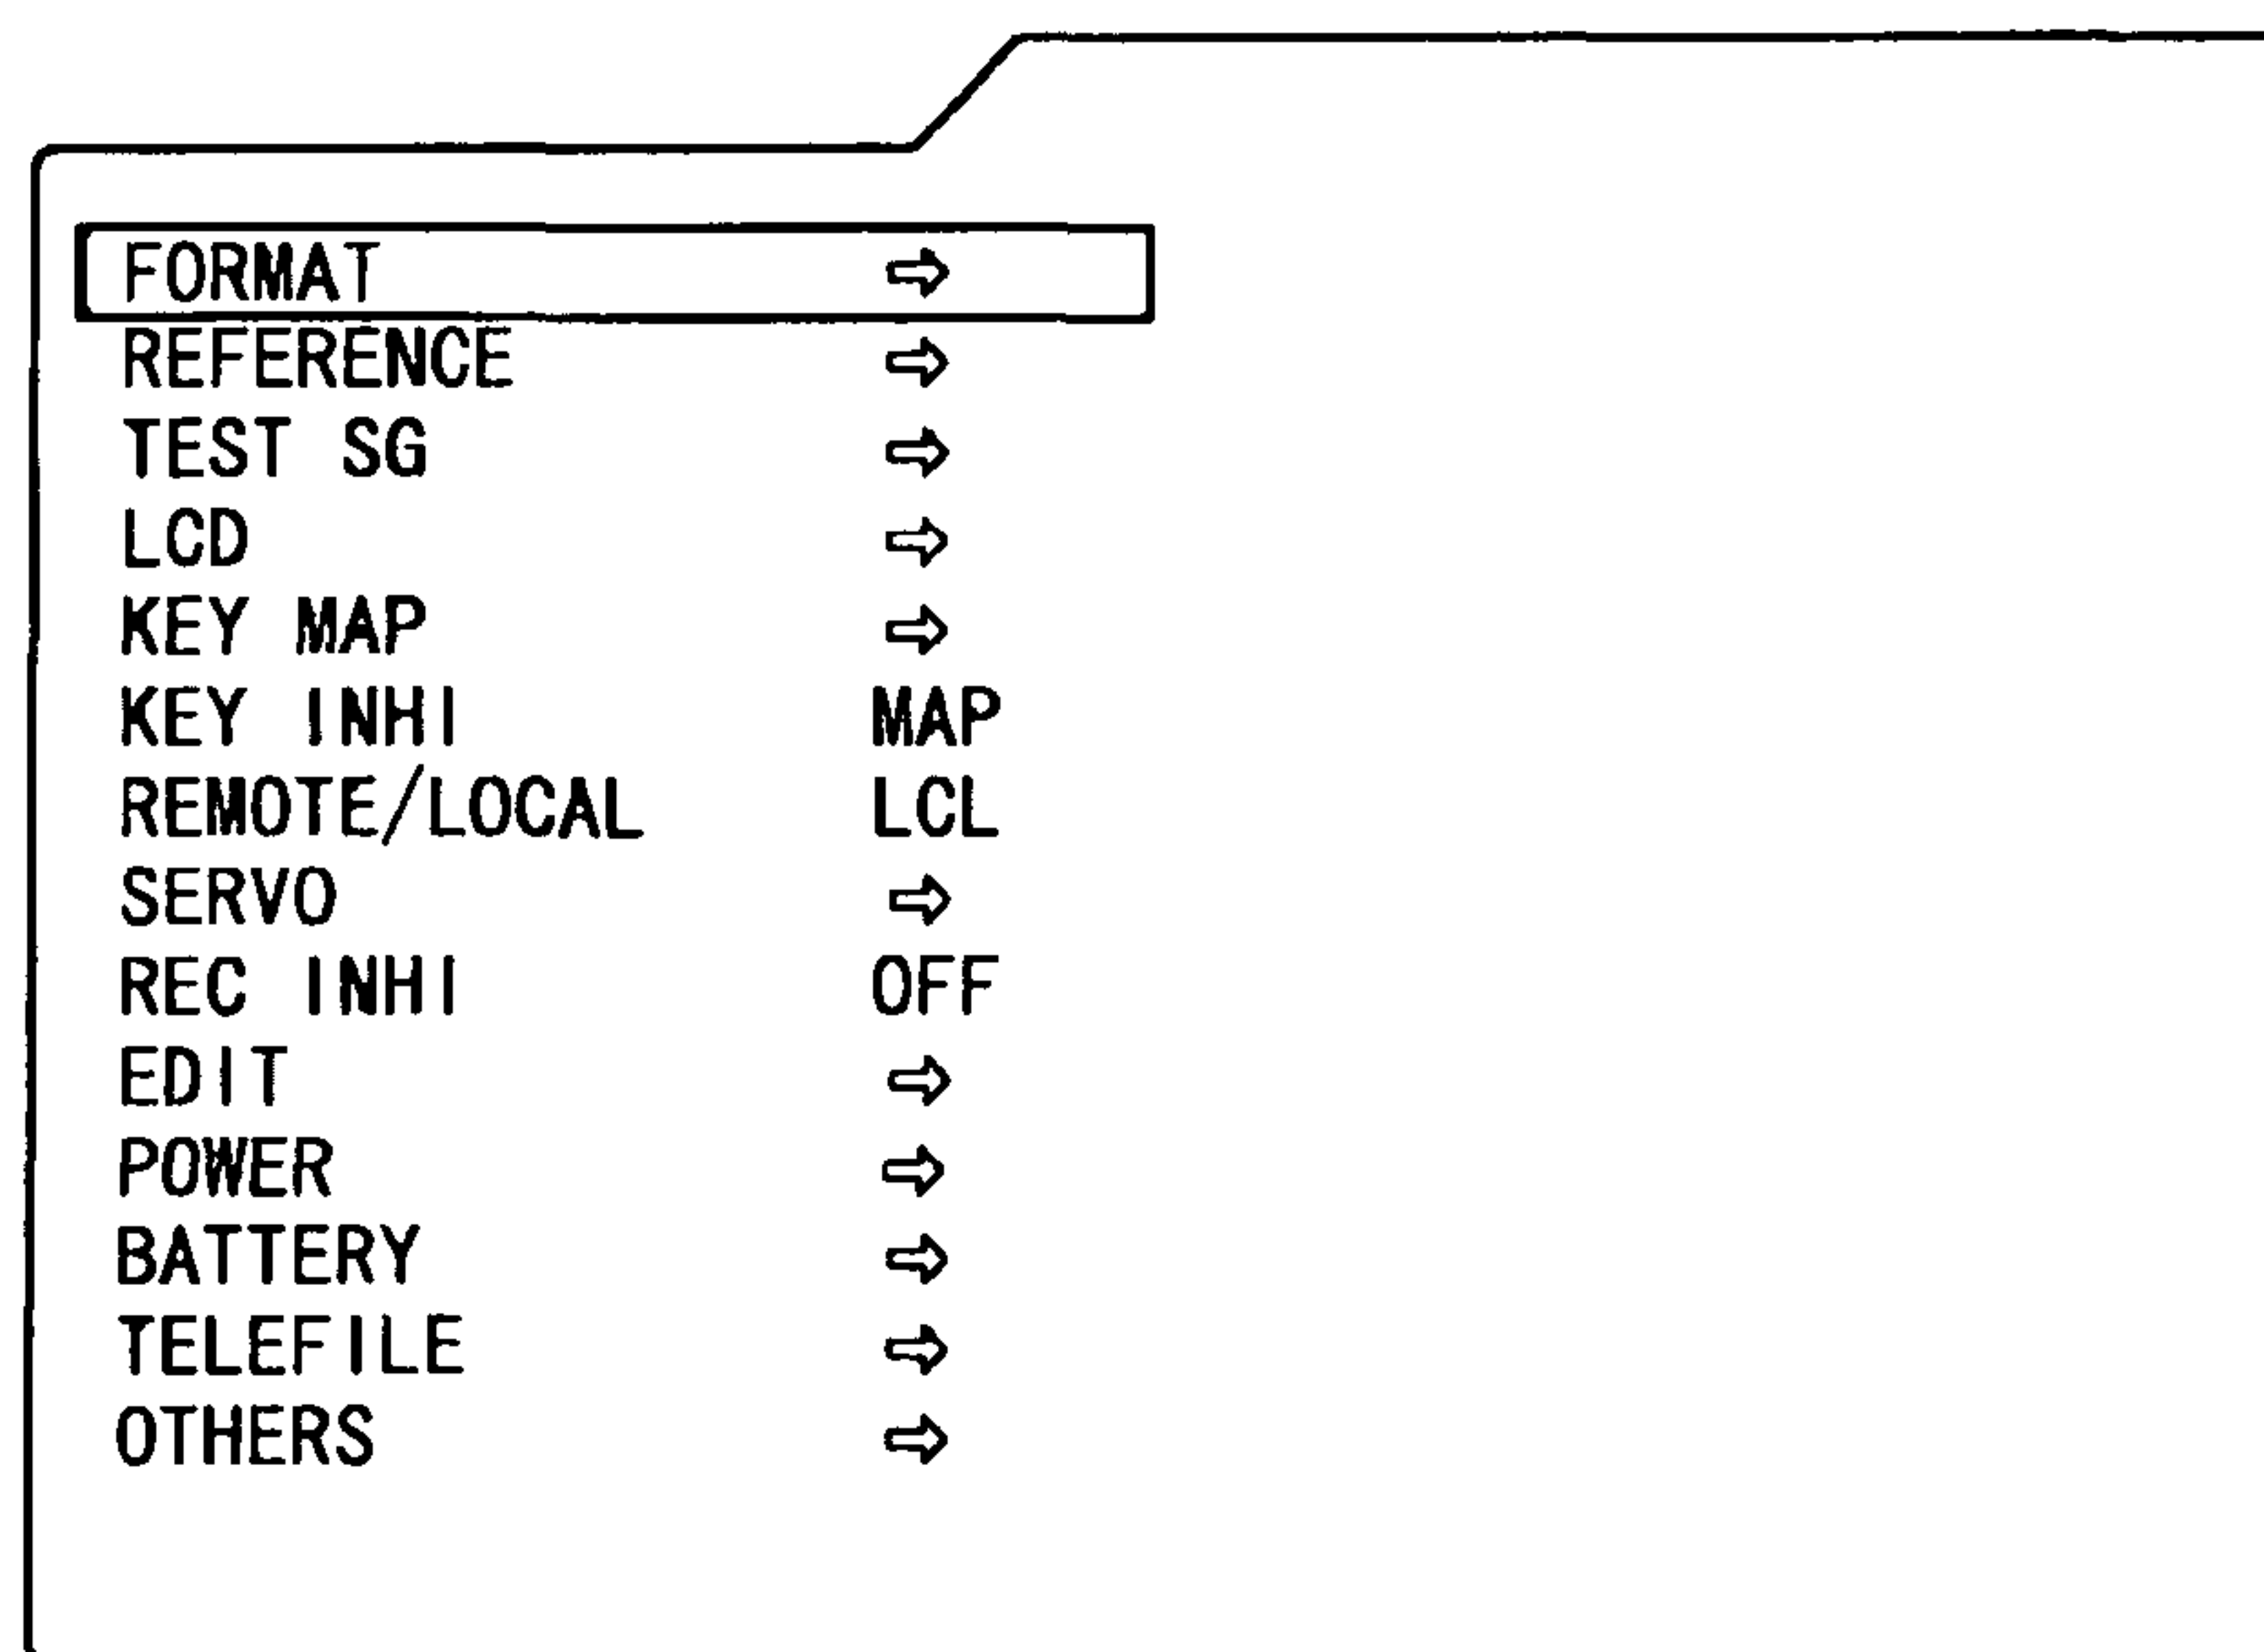 FORMAT ⇨
REFERENCE ⇨
TEST SG ⇨
LCD ⇨
KEY MAP ⇨
KEY INHI MAP
REMOTE/LOCAL LCL
SERVO ⇨
REC INHI OFF
EDIT ⇨
POWER ⇨
BATTERY ⇨
TELEFILE ⇨
OTHERS ⇨